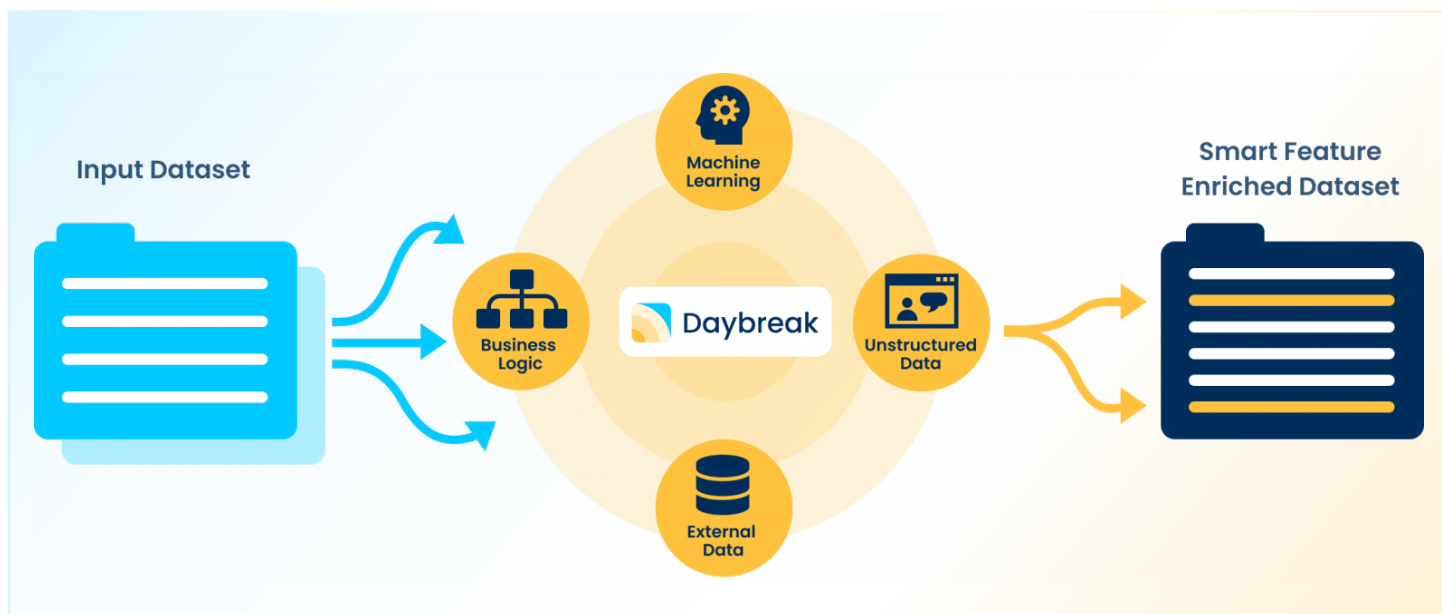 Input Dataset
Machine
Learning
Business
Logic
Daybreak
Unstructured
Data
External
Data
Smart Feature
Enriched Dataset